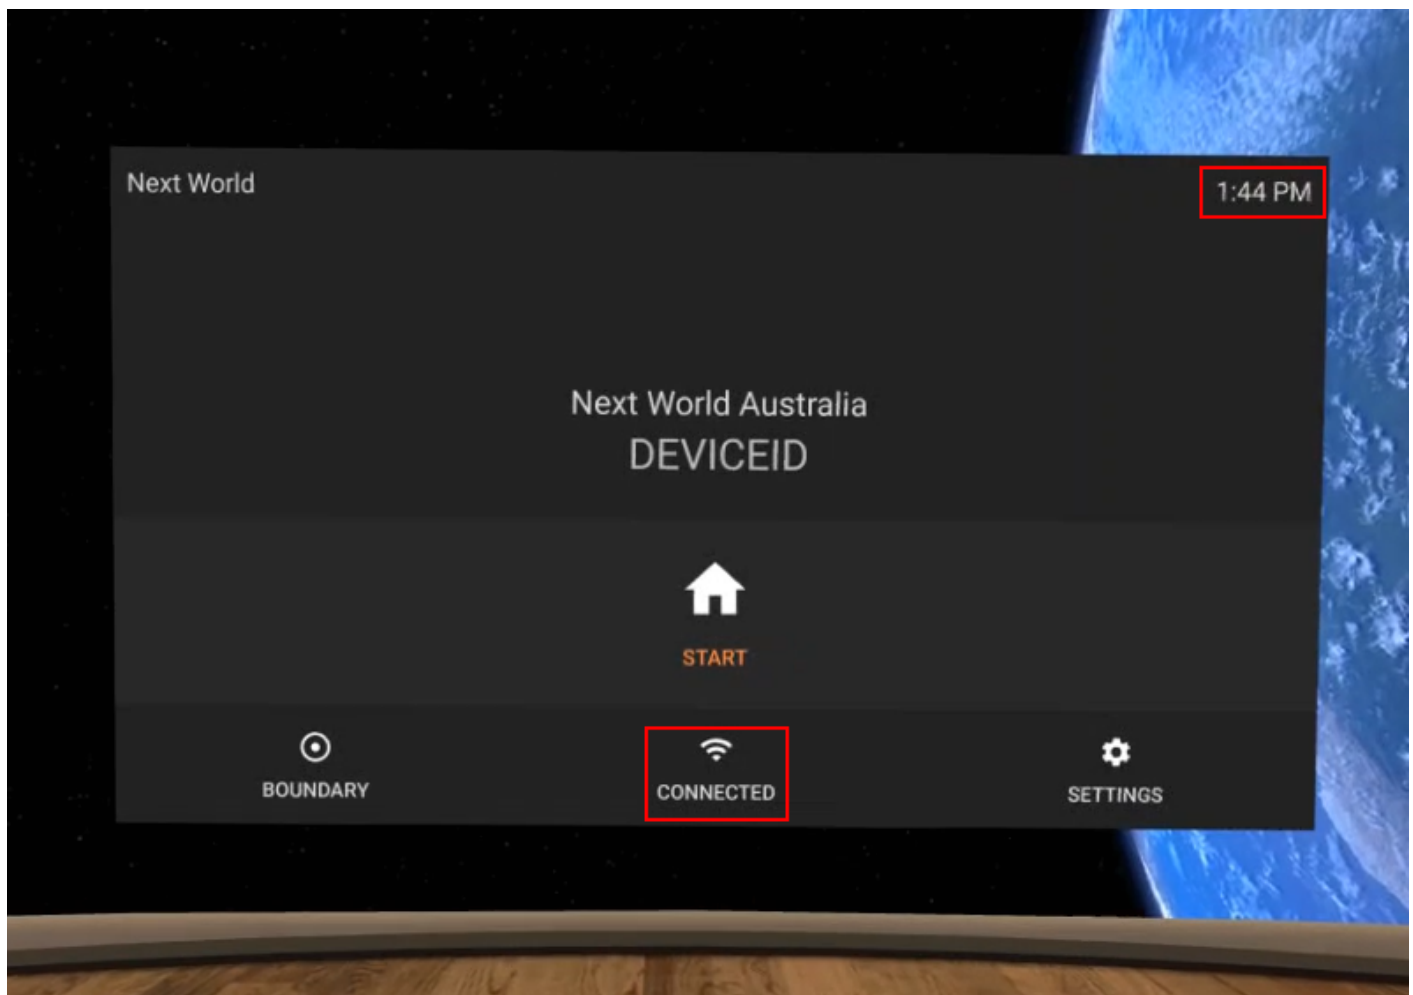 Next World
1:44 PM
Next World Australia
DEVICEID
START
BOUNDARY
CONNECTED
SETTINGS